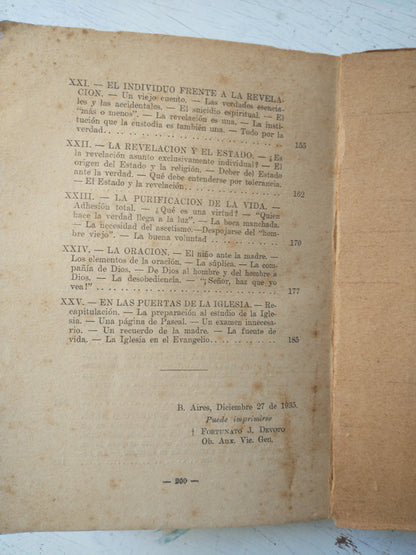 XXI. — EL INDIVIDUO FRENTE A LA REVELA-
CION. — Un viejo cuento. — Las verdades esencia-
les y las accidentales. — El suicidio espiritual. — El
"más o menos". — La revelación es una. — La insti-
tución que la custodia es también una. — Todo por la
verdad .. .. .. .. .. .. .. .. .. .. .. .. .. .. 155
XXII. — LA REVELACION Y EL ESTADO. — ¿Es
la revelación asunto exclusivamente individual? — El
origen del Estado y la religión. — Deber del Estado
ante la verdad. — Qué debe entenderse por tolerancia.
— El Estado y la revelación .. .. .. .. .. .. .. .. 162
XXIII. — LA PURIFICACION DE LA VIDA. —
Adhesión total. — ¿Qué es una virtud? — "Quien
hace la verdad llega a la luz". — La boca manchada.
— La necesidad del ascetismo. — Despojarse del "hom-
bre viejo". — La buena voluntad .. .. .. .. .. .. 170
XXIV. — LA ORACION. — El niño ante la madre. —
Los elementos de la oración. — La súplica. — La com-
pañía de Dios. — De Dios al hombre y del hombre a
Dios. — La desobediencia. — "¡Señor, haz que yo
vea!" .. .. .. .. .. .. .. .. .. .. .. .. .. .. 177
XXV. — EN LAS PUERTAS DE LA IGLESIA. — Re-
capitulación. — La preparación al estudio de la Igle-
sia. — Una página de Pascal. — Un examen innece-
rario. — Un recuerdo de la madre. — La fuente de
vida. — La Iglesia en el Evangelio .. .. .. .. .. .. 185
B. Aires, Diciembre 27 de 1935.
Puede imprimirse
† FORTUNATO J. DEVOTO
Ob. Aux. Vic. Gen.
— 200 —